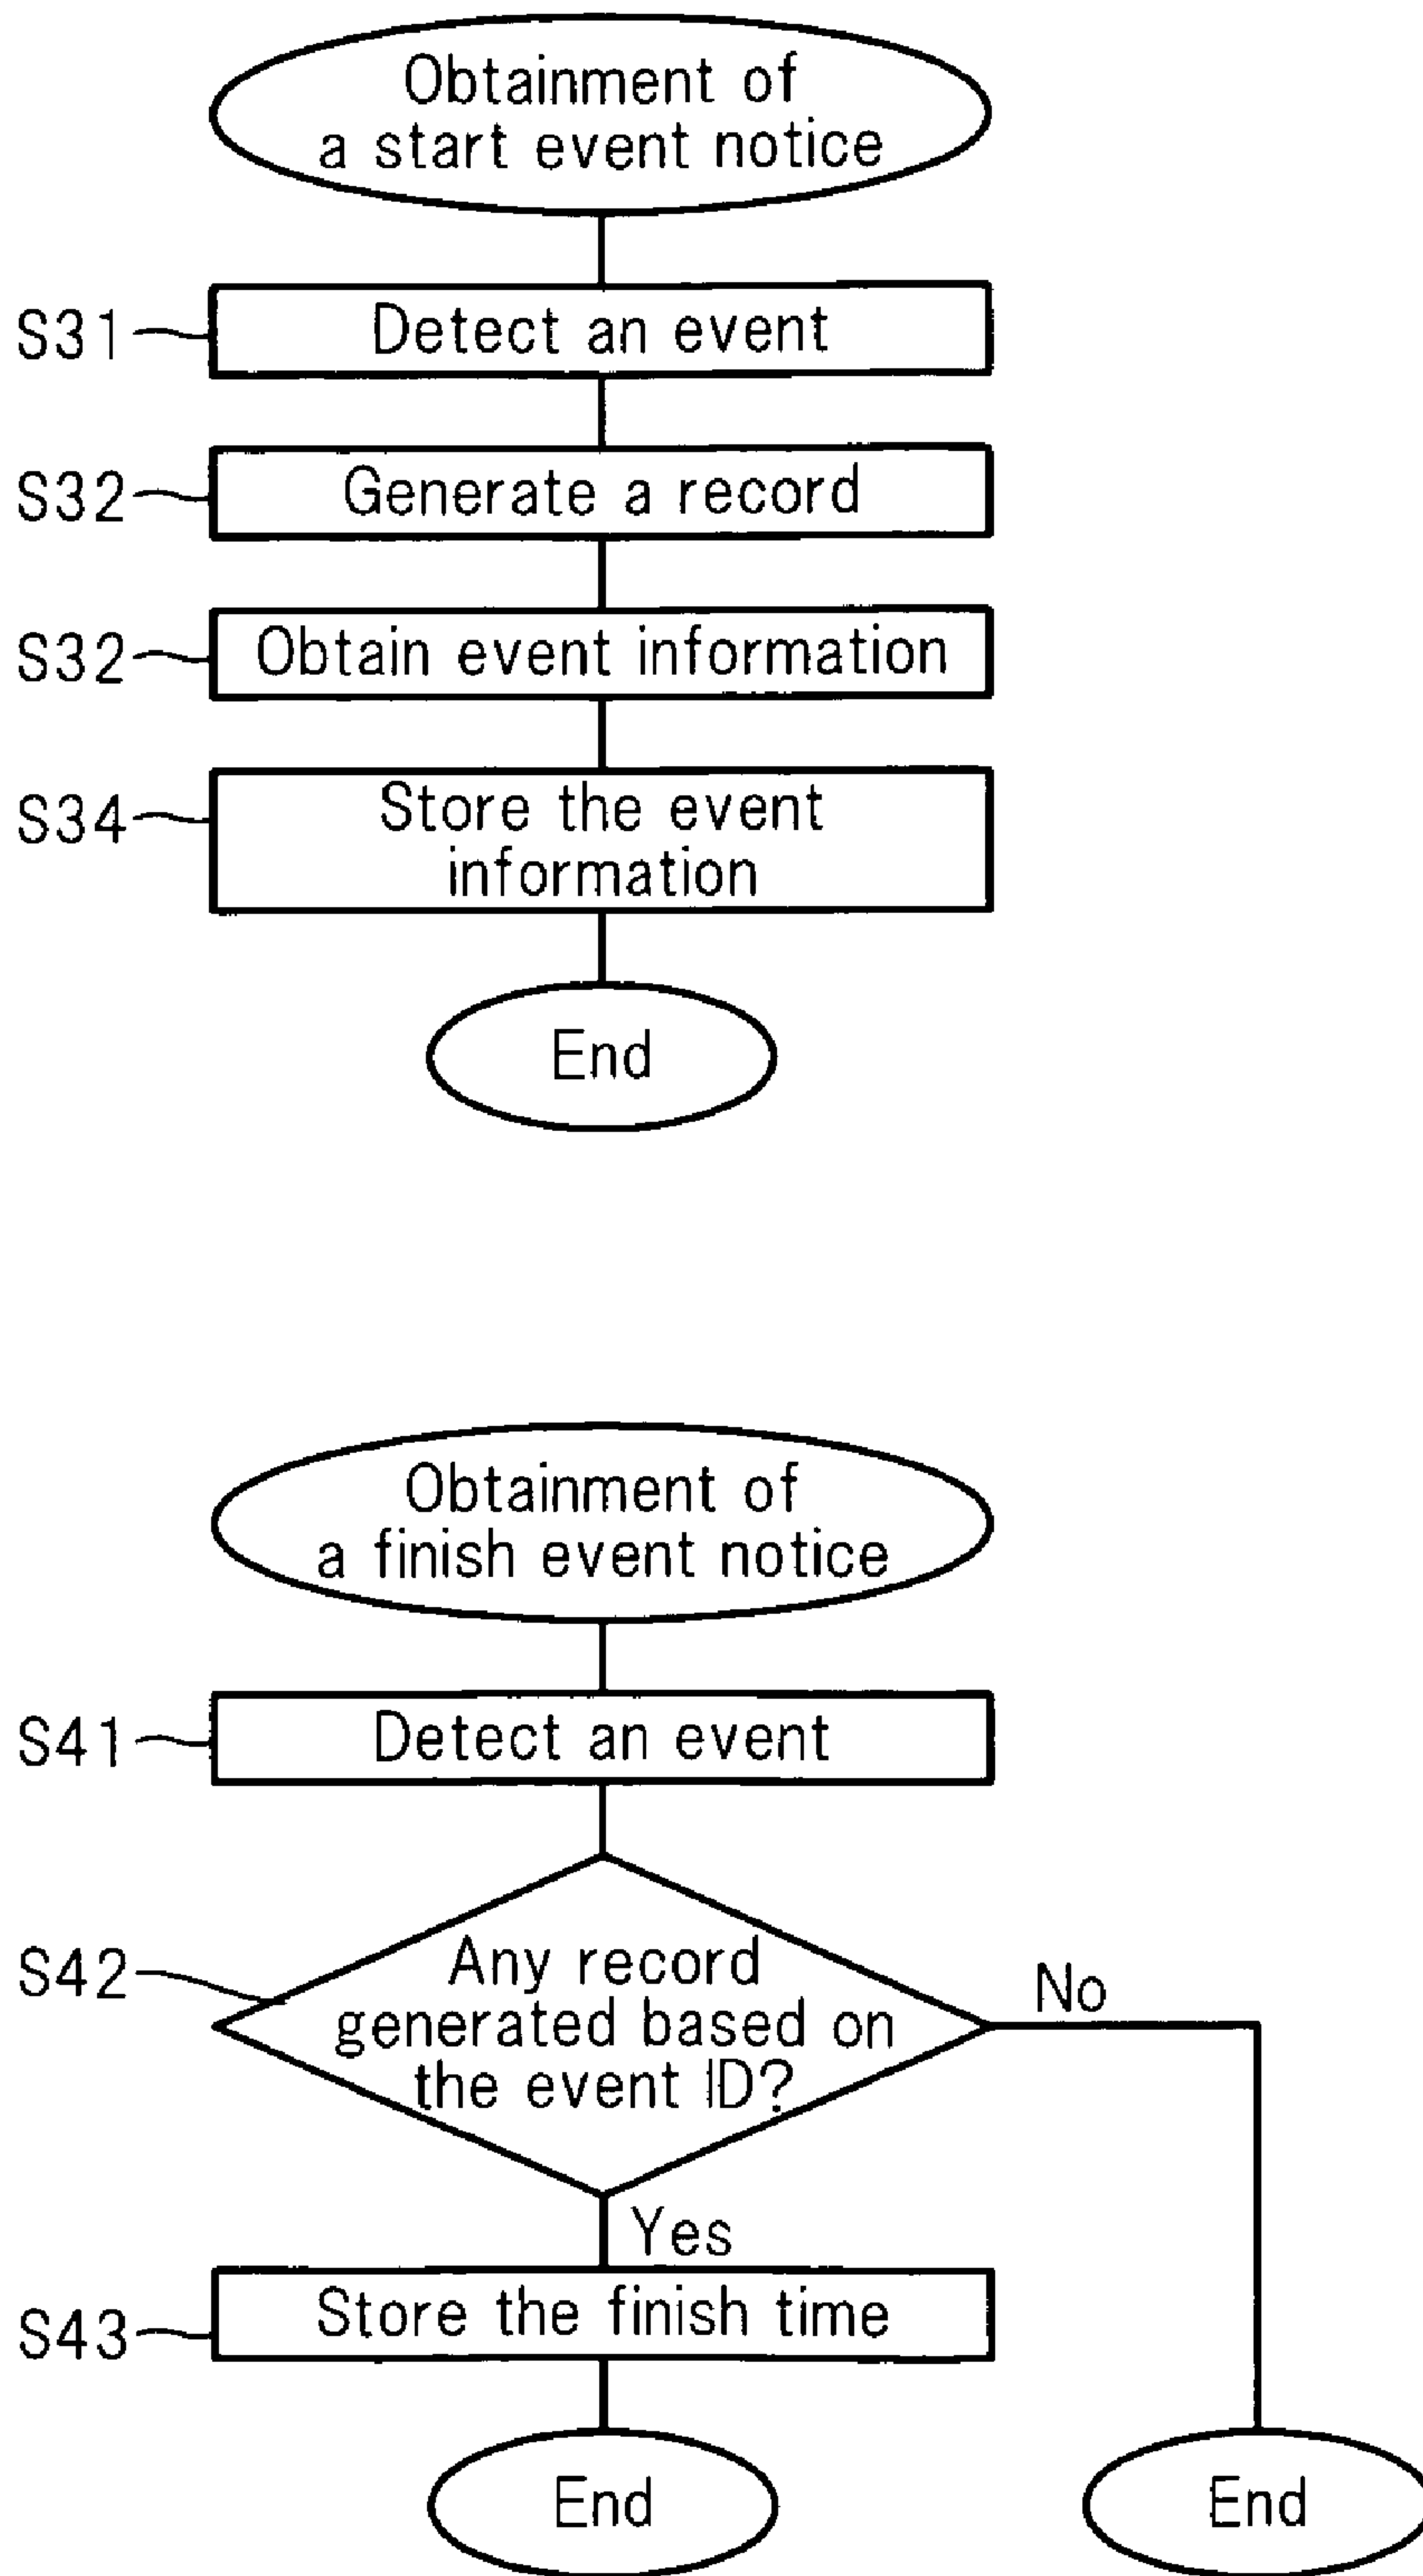 Obtainment of
a start event notice
S31
Detect an event
S32
Generate a record
S32
Obtain event information
S34
Store the event
information
End
Obtainment of
a finish event notice
S41
Detect an event
S42
Any record
generated based on
the event ID?
No
Yes
S43
Store the finish time
End
End